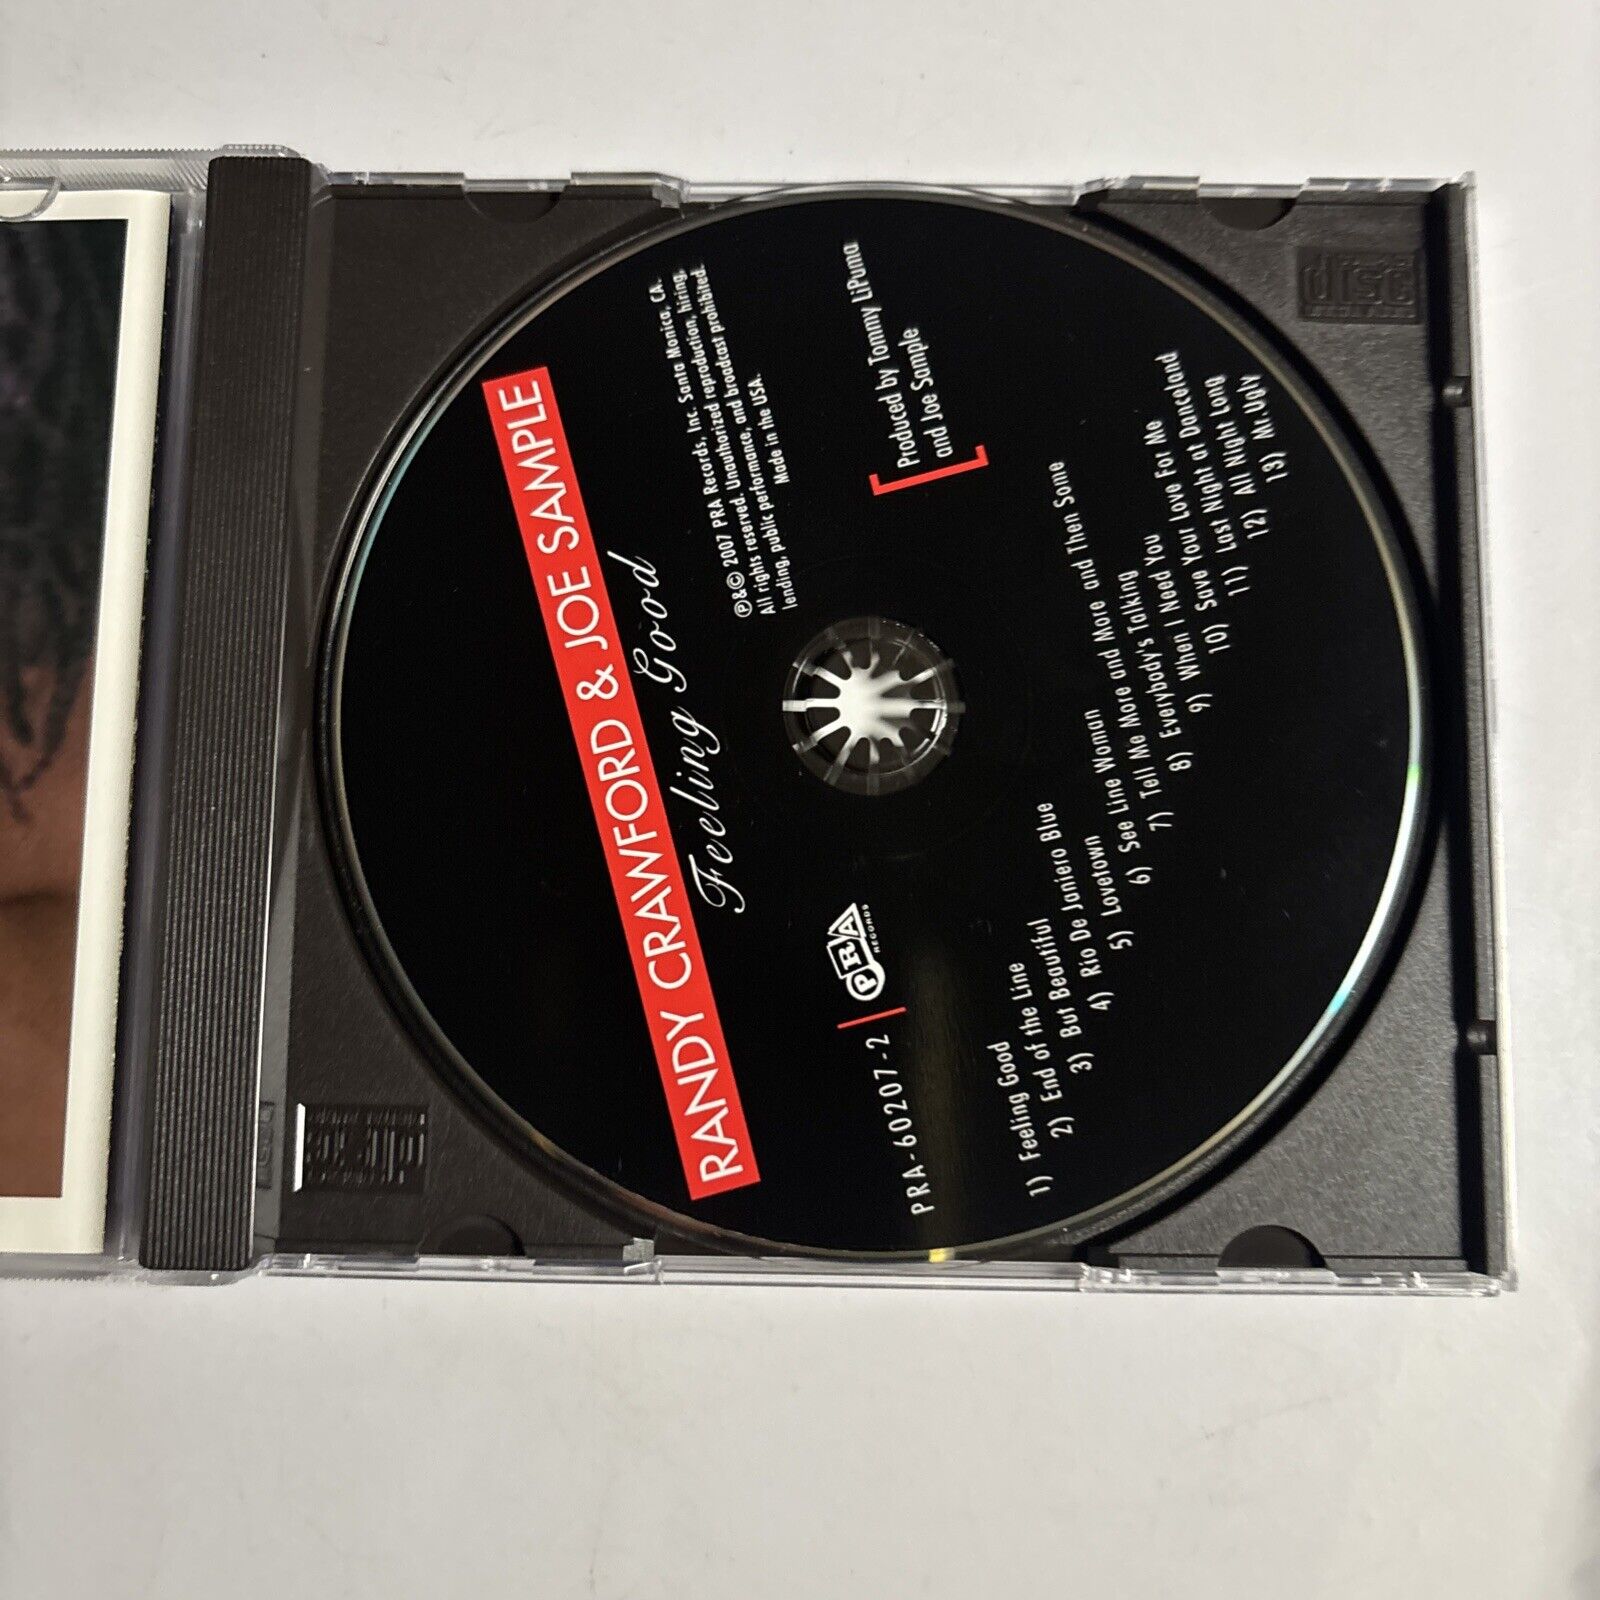 RANDY CRAWFORD & JOE SAMPLE
Feeling Good
℗&© 2007 PRA Records, Inc. Santa Monica, CA.
All rights reserved. Unauthorized reproduction, hiring,
lending, public performance, and broadcast prohibited.
Made in the USA.
PRA-60207-2
PRA
RECORDS
Produced by Tommy LiPuma
and Joe Sample
1) Feeling Good
2) End of the Line
3) But Beautiful
4) Rio De Janiero Blue
5) Lovetown
6) See Line Woman
7) Tell Me More and More and More and Then Some
8) Everybody's Talking
9) When I Need You
10) Save Your Love For Me
11) Last Night at Danceland
12) All Night Long
13) Mr.Ugly
disc